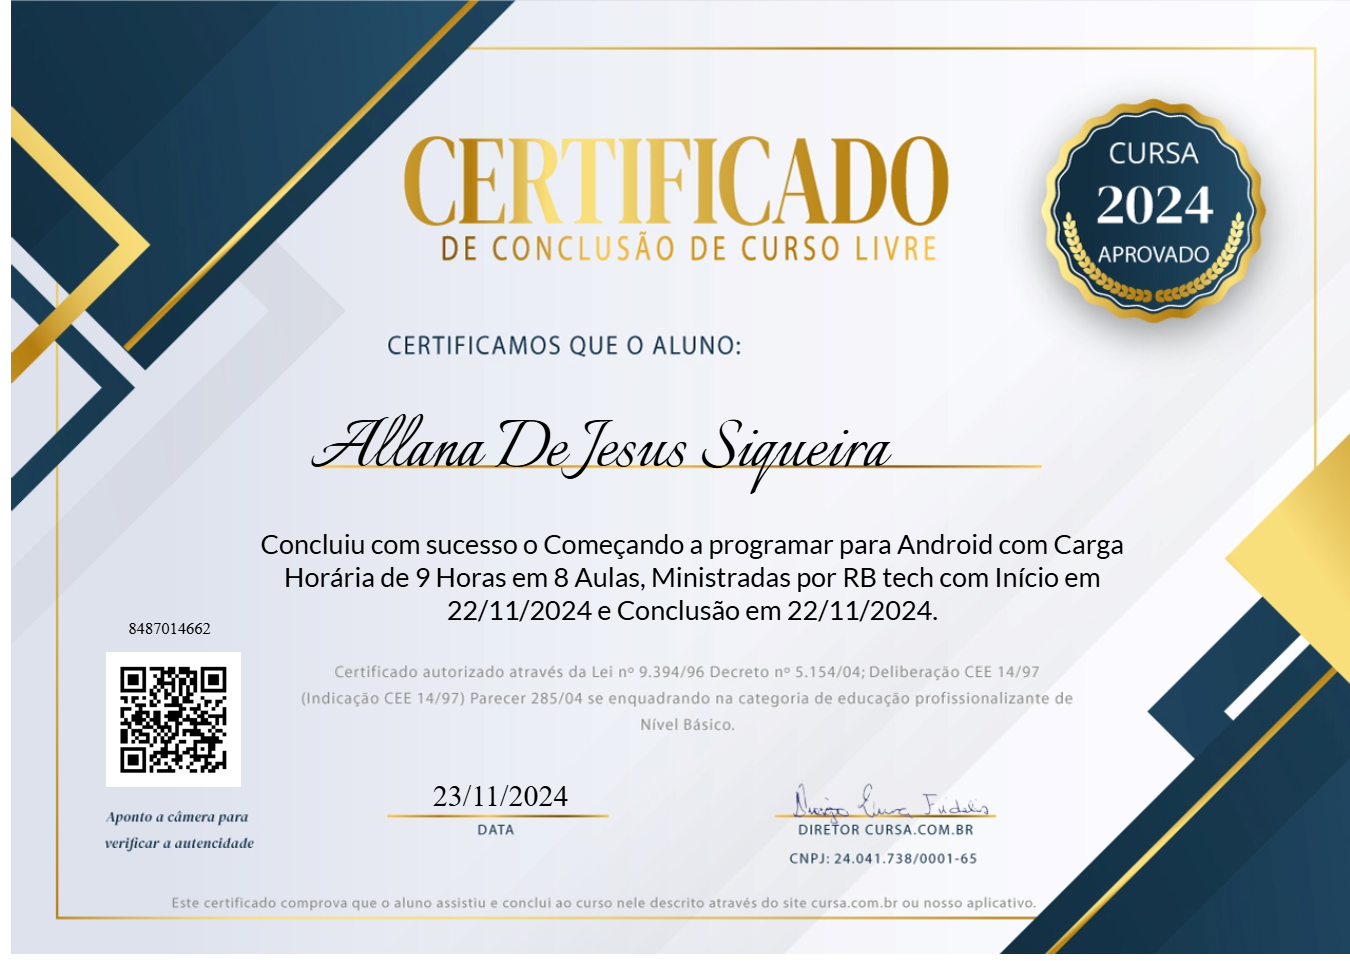 CERTIFICADO
DE CONCLUSÃO DE CURSO LIVRE
CURSA
2024
APROVADO
CERTIFICAMOS QUE O ALUNO:
Allana De Jesus Siqueira
Concluiu com sucesso o Começando a programar para Android com Carga
Horária de 9 Horas em 8 Aulas, Ministradas por RB tech com Início em
22/11/2024 e Conclusão em 22/11/2024.
8487014662
Certificado autorizado através da Lei nº 9.394/96 Decreto nº 5.154/04; Deliberação CEE 14/97
(Indicação CEE 14/97) Parecer 285/04 se enquadrando na categoria de educação profissionalizante de
Nível Básico.
Aponto a câmera para
verificar a autencidade
23/11/2024
DATA
DIRETOR CURSA.COM.BR
CNPJ: 24.041.738/0001-65
Este certificado comprova que o aluno assistiu e conclui ao curso nele descrito através do site cursa.com.br ou nosso aplicativo.